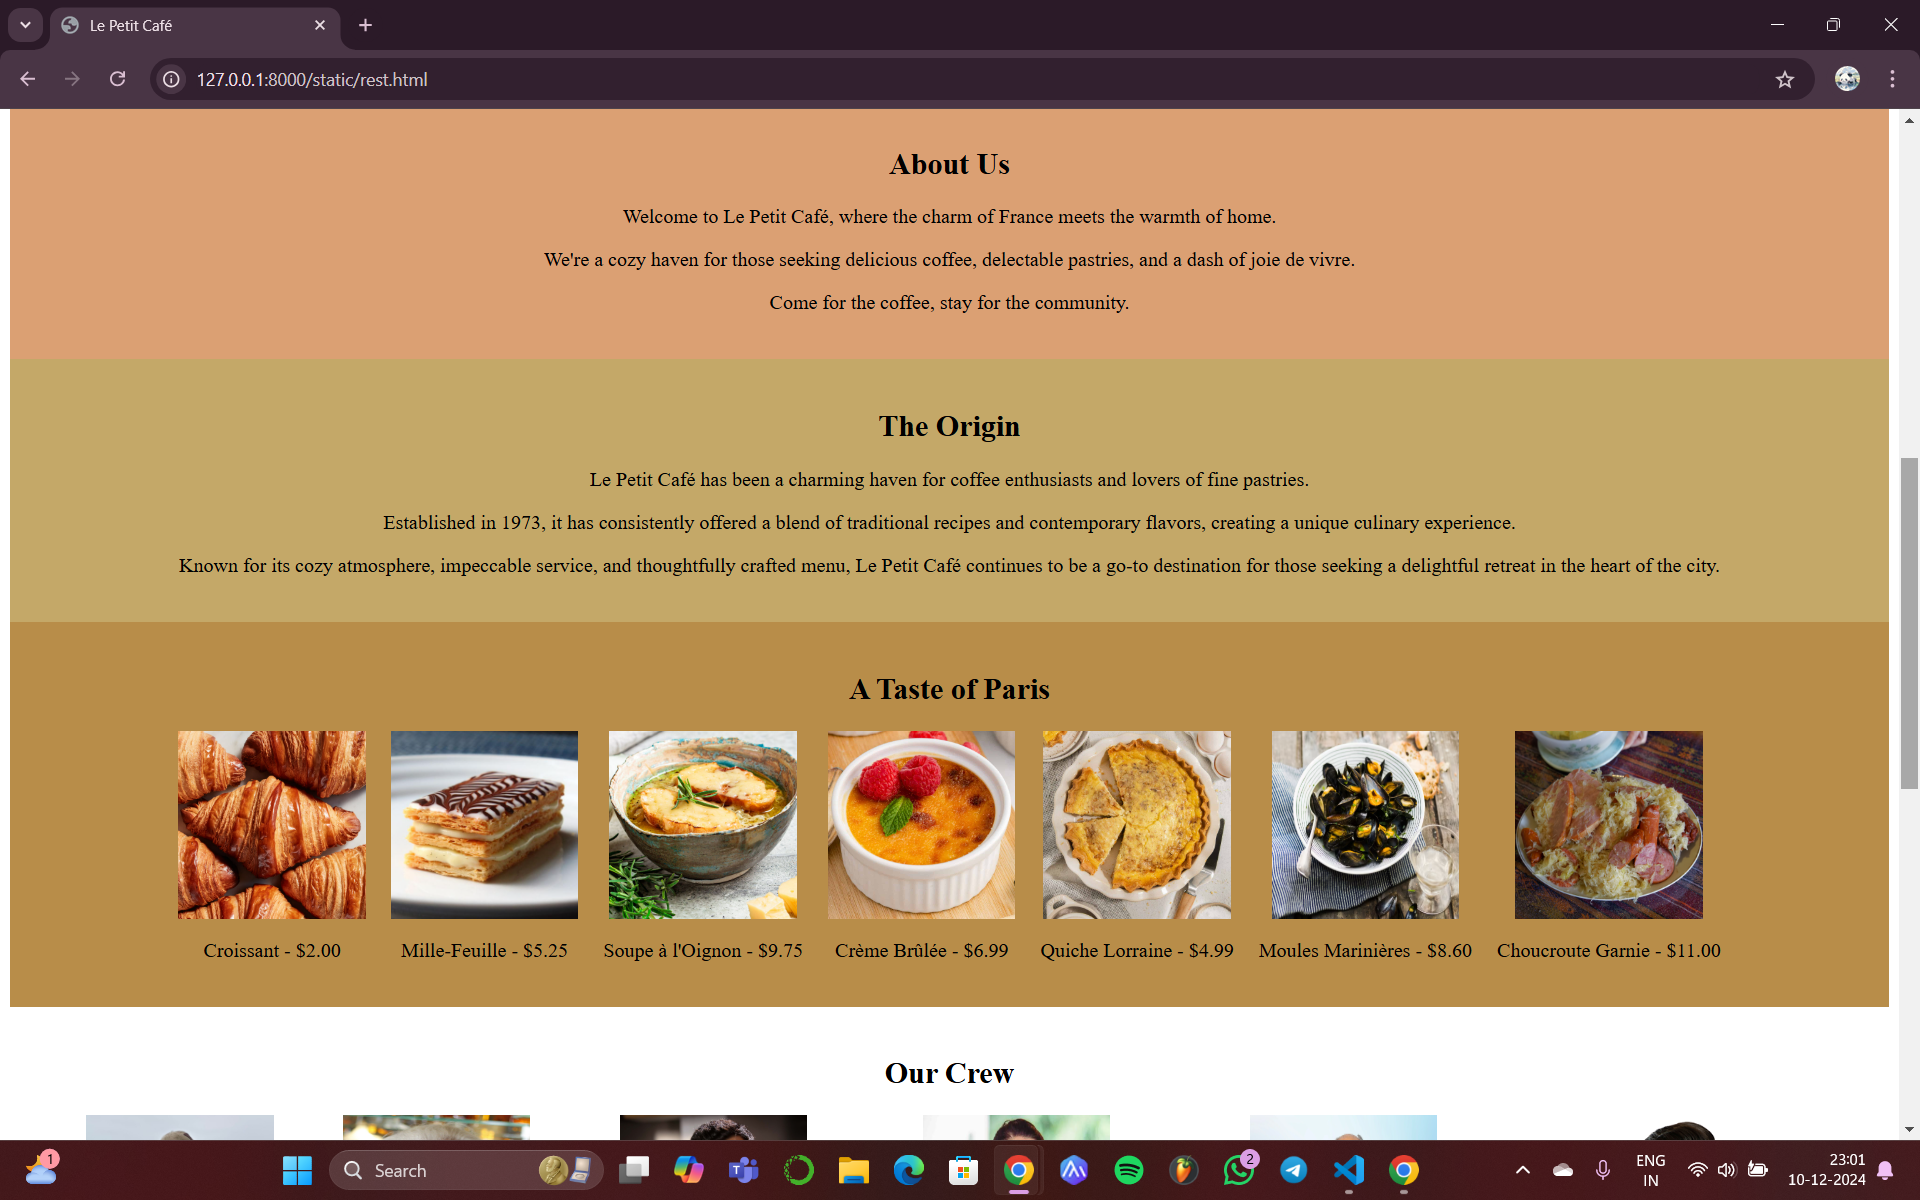 Le Petit Café
127.0.0.1:8000/static/rest.html
About Us
Welcome to Le Petit Café, where the charm of France meets the warmth of home.
We're a cozy haven for those seeking delicious coffee, delectable pastries, and a dash of joie de vivre.
Come for the coffee, stay for the community.
The Origin
Le Petit Café has been a charming haven for coffee enthusiasts and lovers of fine pastries.
Established in 1973, it has consistently offered a blend of traditional recipes and contemporary flavors, creating a unique culinary experience.
Known for its cozy atmosphere, impeccable service, and thoughtfully crafted menu, Le Petit Café continues to be a go-to destination for those seeking a delightful retreat in the heart of the city.
A Taste of Paris
Croissant - $2.00 Mille-Feuille - $5.25 Soupe à l'Oignon - $9.75 Crème Brûlée - $6.99 Quiche Lorraine - $4.99 Moules Marinières - $8.60 Choucroute Garnie - $11.00
Our Crew
1
Search
2
ENG
IN
23:01
10-12-2024